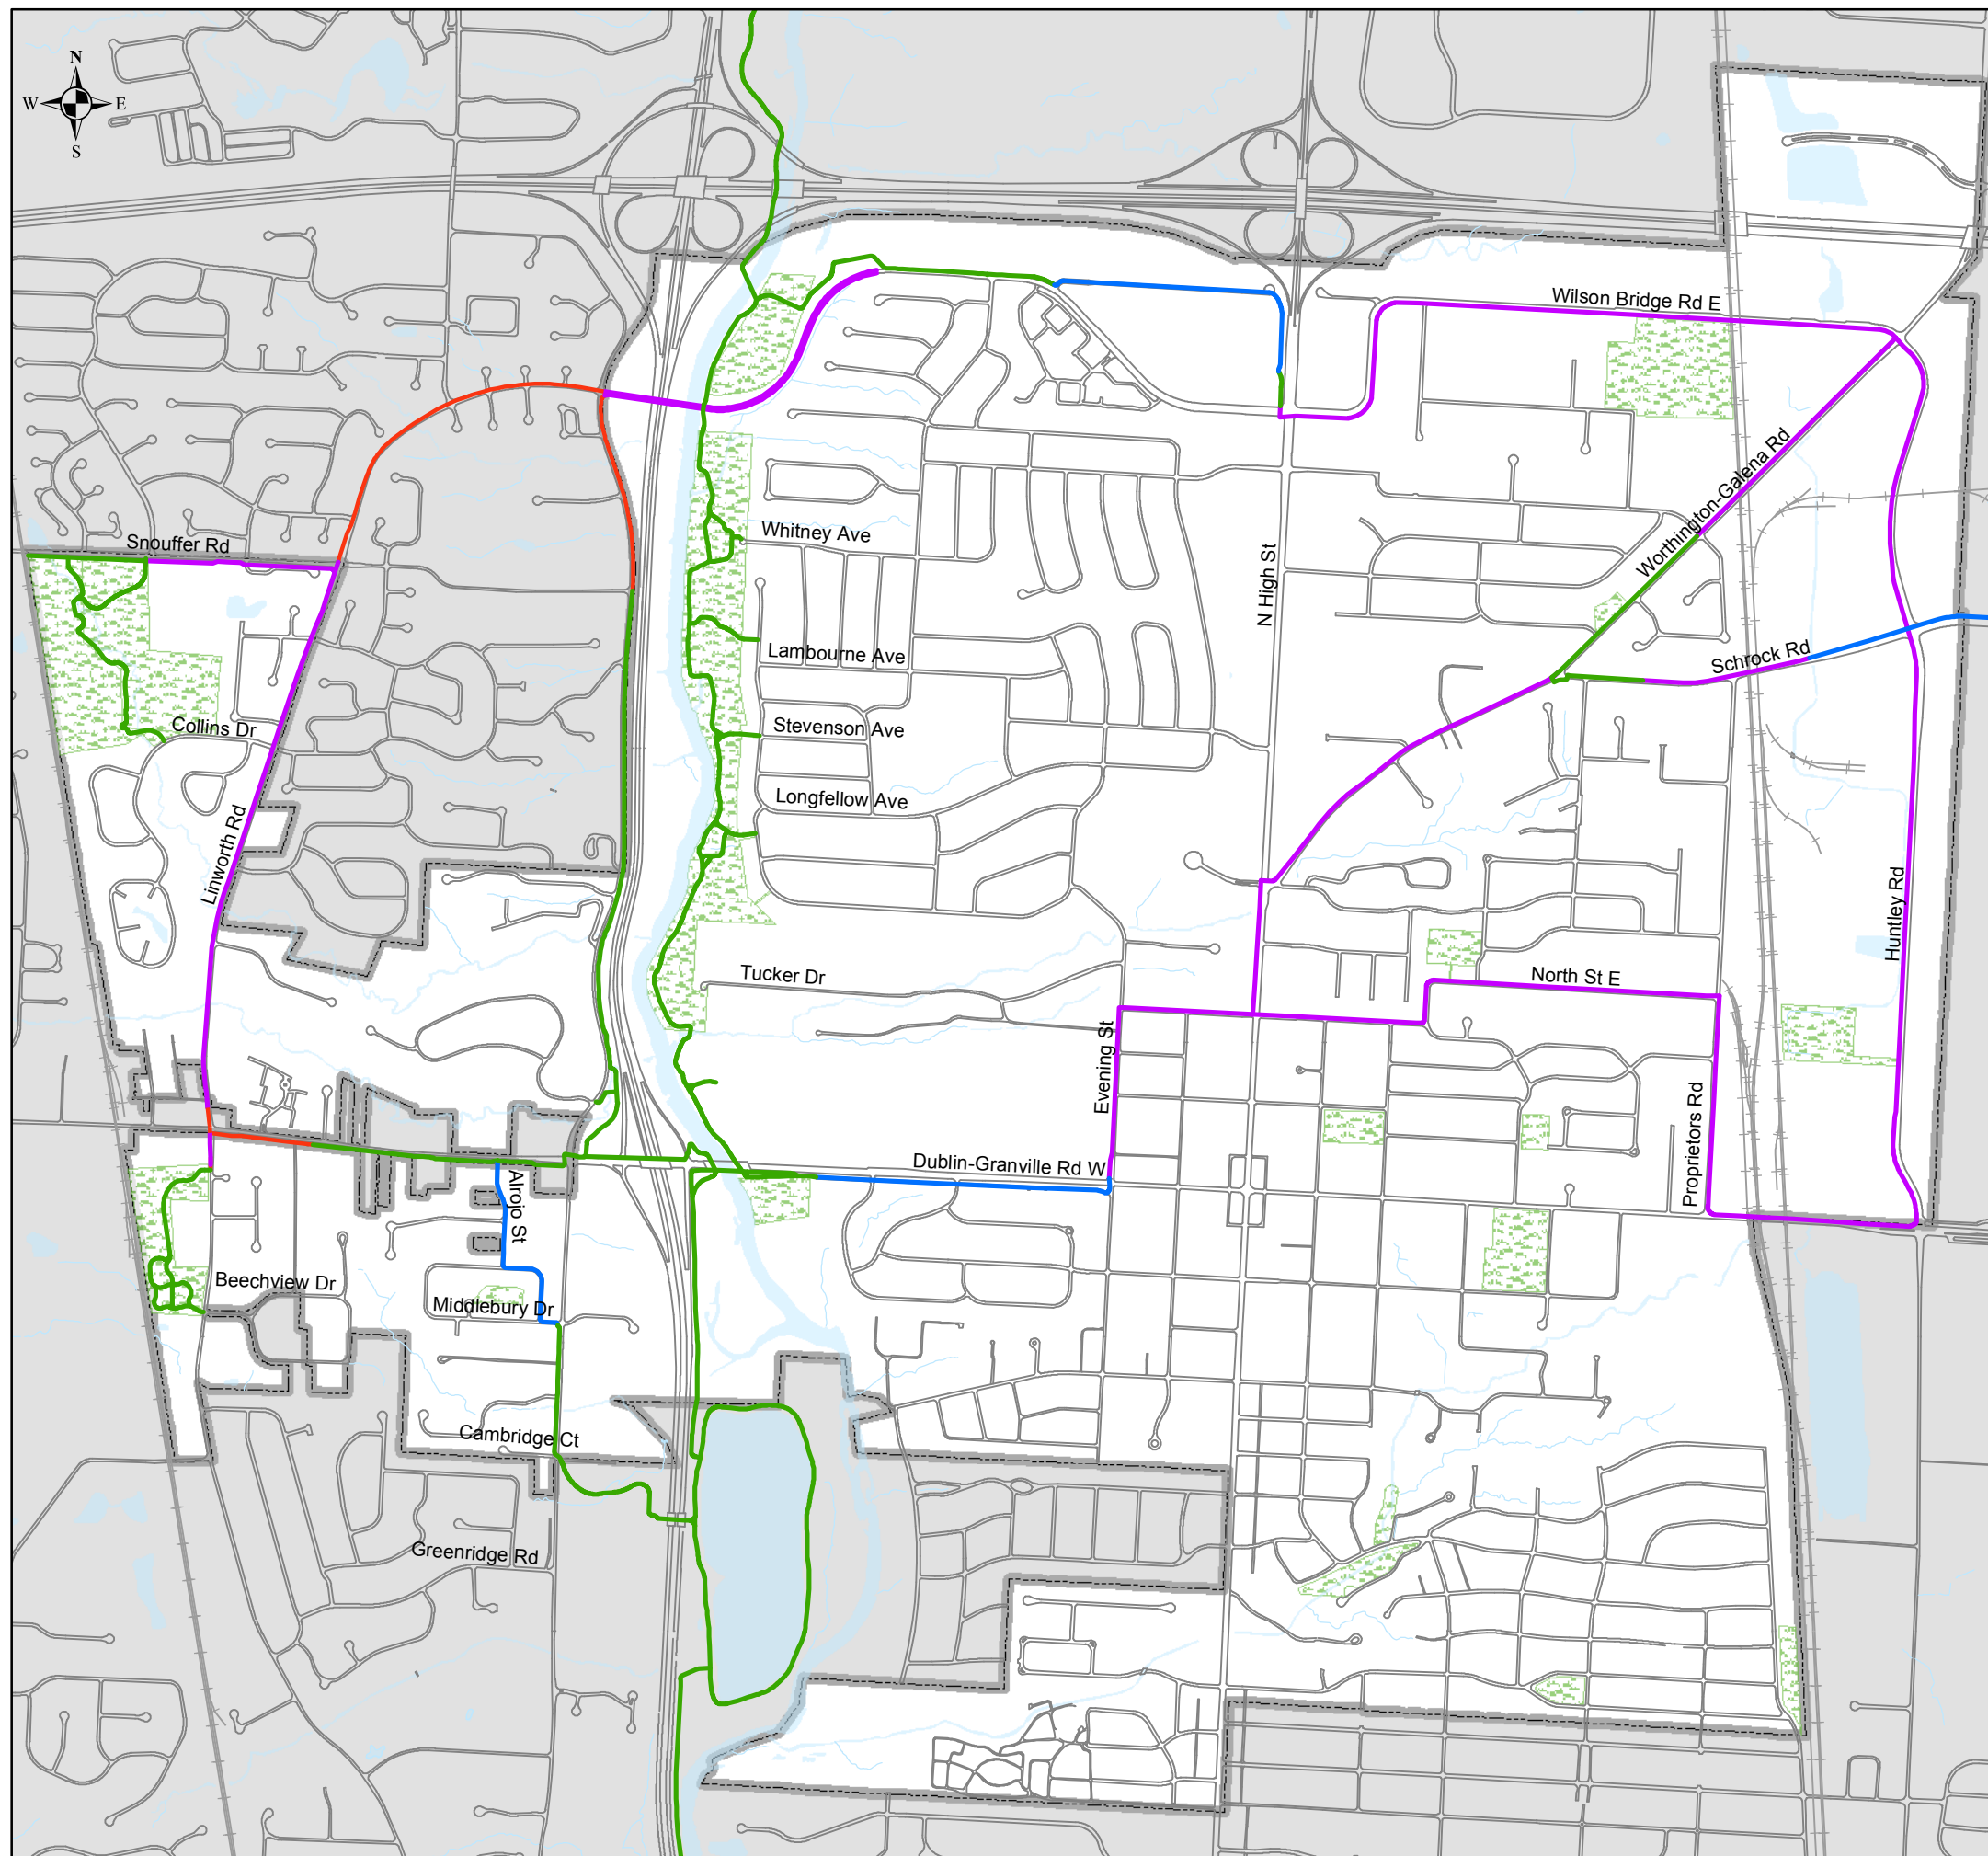 N
W E
S
Wilson Bridge Rd E
Worthington-Galena Rd
Snouffer Rd
Whitney Ave
N High St
Lambourne Ave
Schrock Rd
Collins Dr
Stevenson Ave
Longfellow Ave
Linworth Rd
Huntley Rd
Tucker Dr
North St E
Evening St
Proprietors Rd
Dublin-Granville Rd W
Alrojo St
Beechview Dr
Middlebury Dr
Cambridge Ct
Greenridge Rd